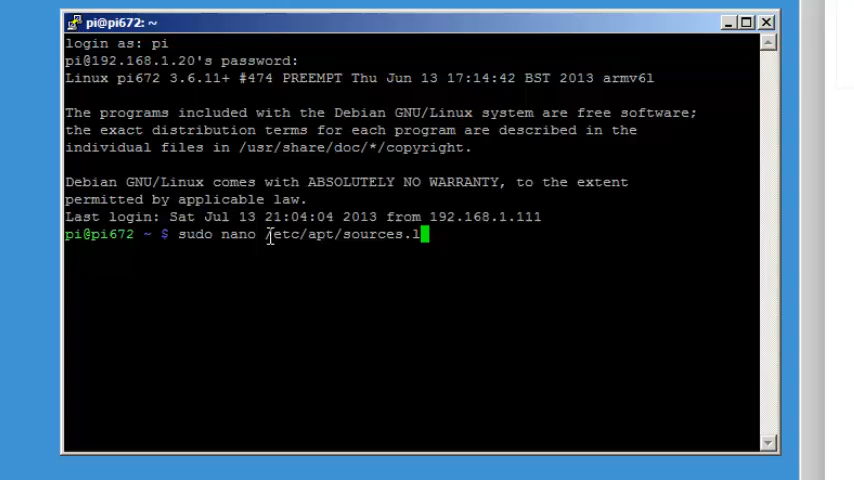 pi@pi672: ~
login as: pi
pi@192.168.1.20's password:
Linux pi672 3.6.11+ #474 PREEMPT Thu Jun 13 17:14:42 BST 2013 armv6l
The programs included with the Debian GNU/Linux system are free software;
the exact distribution terms for each program are described in the
individual files in /usr/share/doc/*/copyright.
Debian GNU/Linux comes with ABSOLUTELY NO WARRANTY, to the extent
permitted by applicable law.
Last login: Sat Jul 13 21:04:04 2013 from 192.168.1.111
pi@pi672 ~ $ sudo nano /etc/apt/sources.l